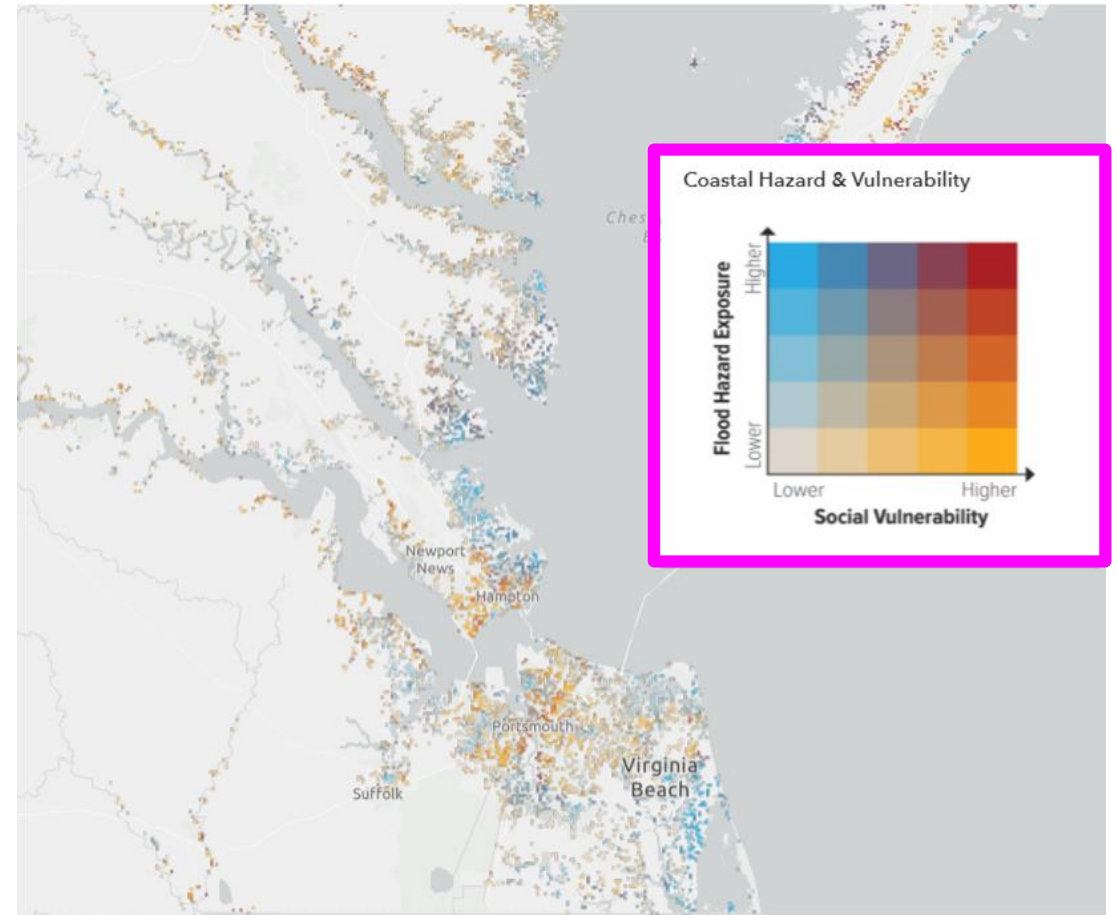 Coastal Hazard & Vulnerability
Ches
Higher
Flood Hazard Exposure
Lower
Lower
Higher
Social Vulnerability
Newport
News
Hampton
Portsmouth
Virginia
Beach
Suffolk